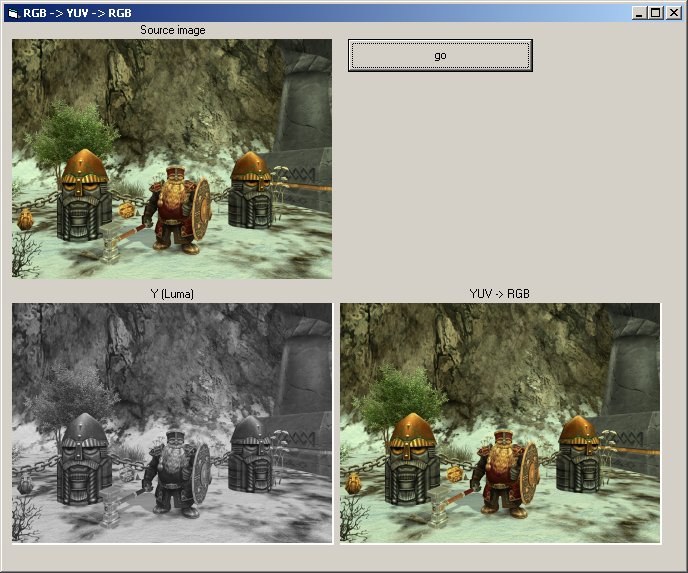 RGB -> YUV -> RGB
Source image
go
Y (Luma)
YUV -> RGB